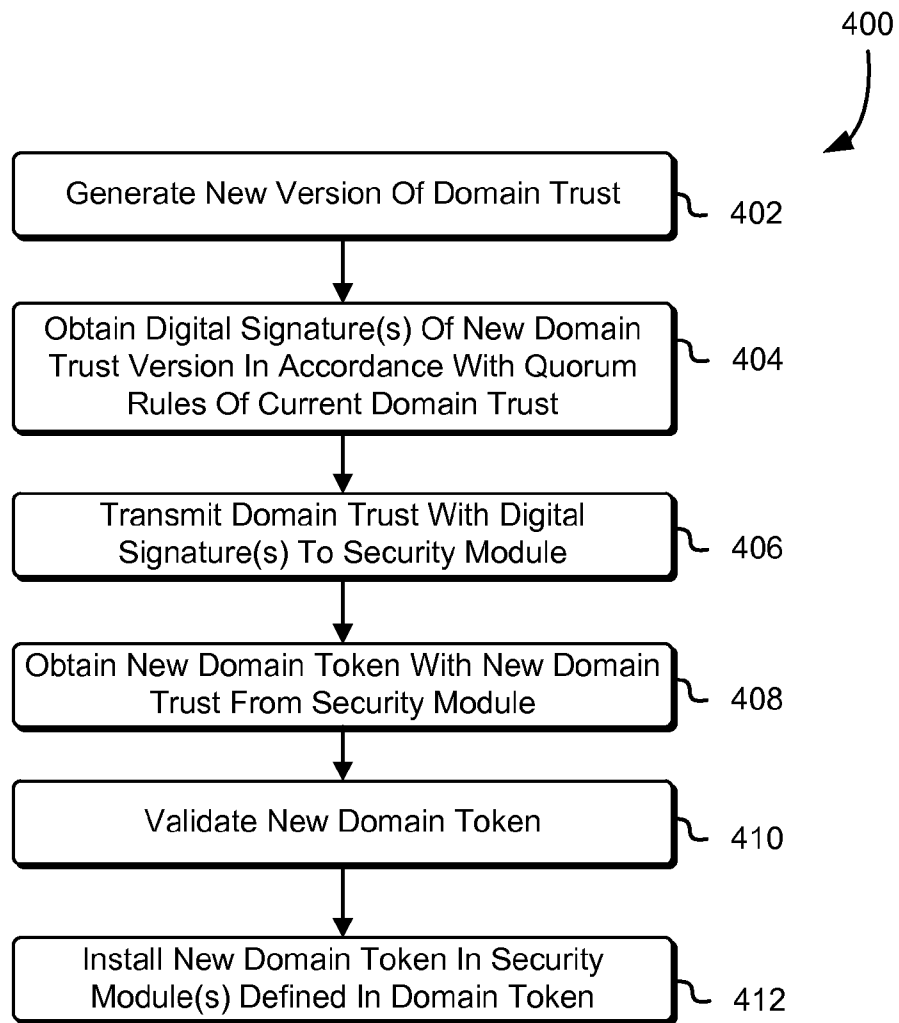 400
Generate New Version Of Domain Trust
402
Obtain Digital Signature(s) Of New Domain
Trust Version In Accordance With Quorum
Rules Of Current Domain Trust
404
Transmit Domain Trust With Digital
Signature(s) To Security Module
406
Obtain New Domain Token With New Domain
Trust From Security Module
408
Validate New Domain Token
410
Install New Domain Token In Security
Module(s) Defined In Domain Token
412